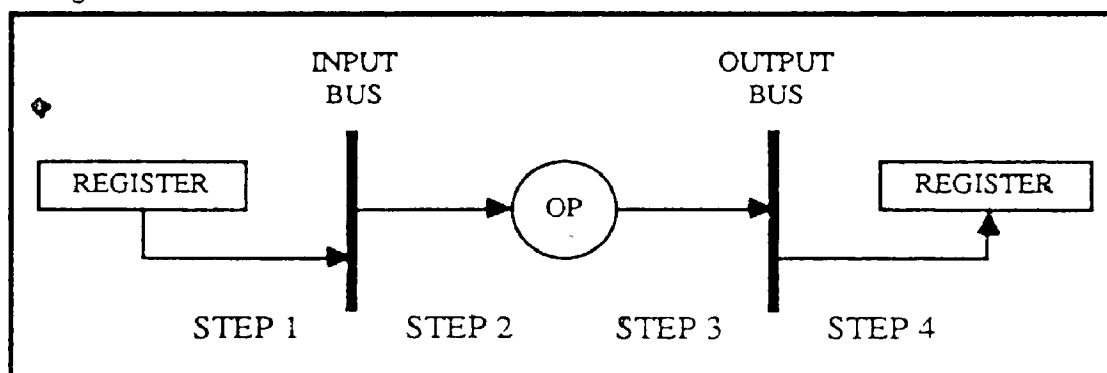 INPUT
BUS
OUTPUT
BUS
REGISTER
OP
REGISTER
STEP 1
STEP 2
STEP 3
STEP 4